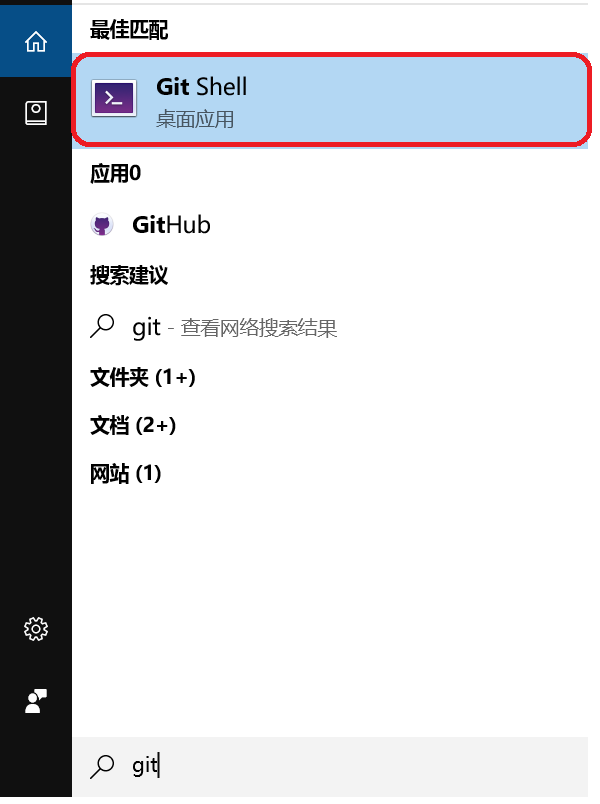 最佳匹配
Git Shell
桌面应用
应用0
GitHub
搜索建议
git - 查看网络搜索结果
文件夹 (1+)
文档 (2+)
网站 (1)
git